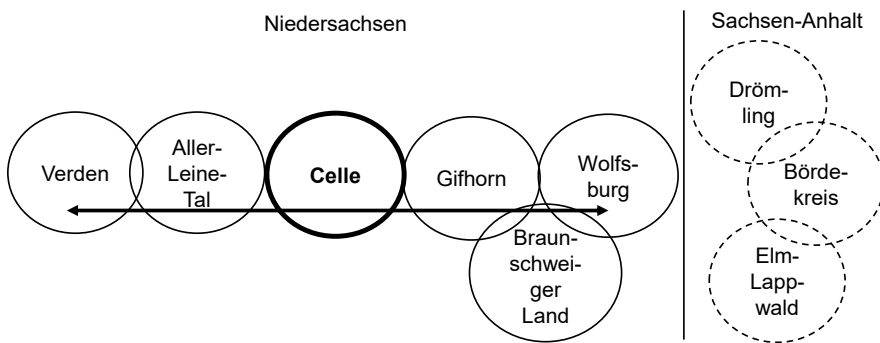 Niedersachsen
Sachsen-Anhalt
Verden
Aller-
Leine-
Tal
Celle
Gifhorn
Wolfs-
burg
Braun-
schwei-
ger
Land
Dröm-
ling
Börde-
kreis
Elm-
Lapp-
wald